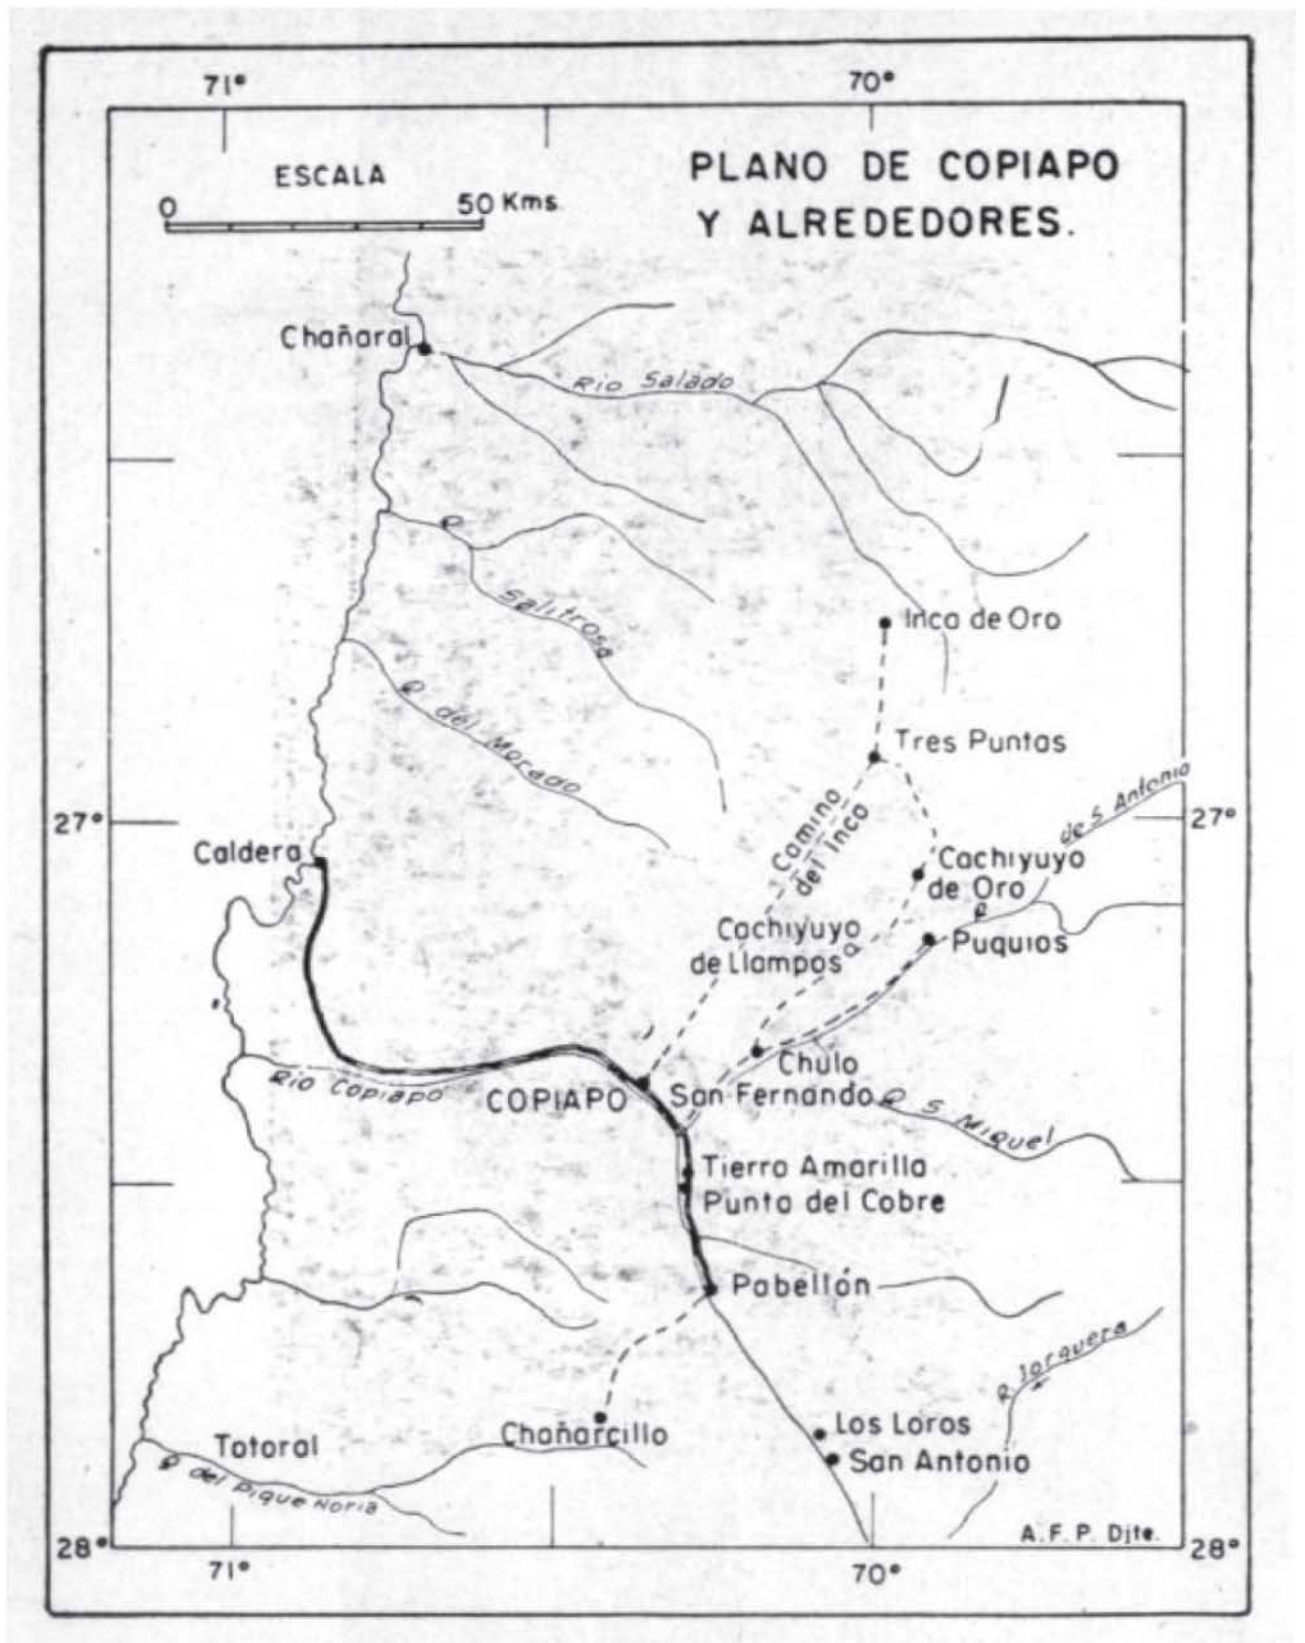 71°
70°
ESCALA
0 50 Kms.
PLANO DE COPIAPO
Y ALREDEDORES.
Chañaral
Rio Salado
Q
Salitrosa
Inca de Oro
Q del Morado
Tres Puntas
de S. Antonio
27°
27°
Camino
del Inca
Caldera
Cachiyuyo
de Oro
Q
Cachiyuyo
de Llampos
Puquios
Chulo
Rio Copiapo
COPIAPO
San Fernando
Q S. Miquel
Tierra Amarilla
Punta del Cobre
Pabellón
Q Jorquera
Los Loros
Chañarcillo
Totoral
San Antonio
Q del Pique Noria
A. F. P. Djte.
28°
28°
71°
70°